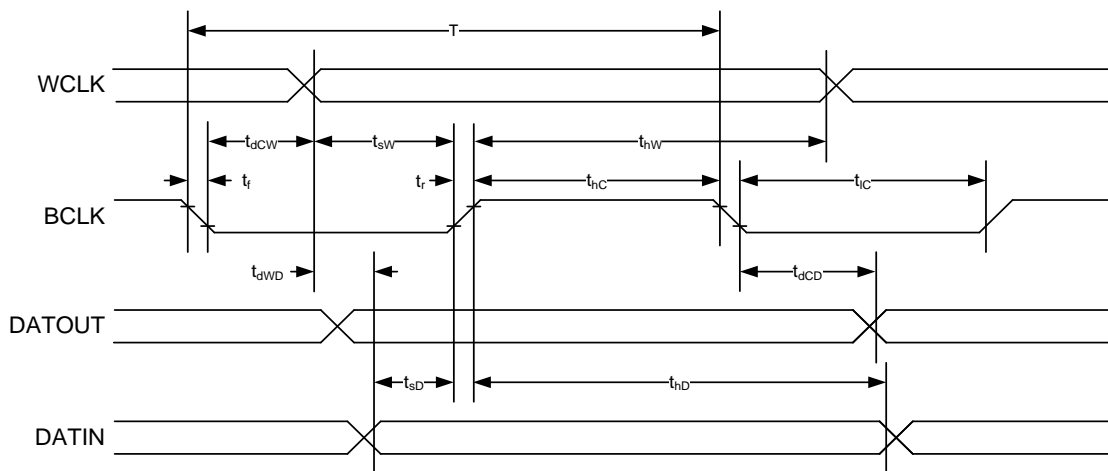 T
WCLK
tdCW
tsW
thW
tf
tr
thC
tlC
BCLK
tdWD
tdCD
DATOUT
tsD
thD
DATIN